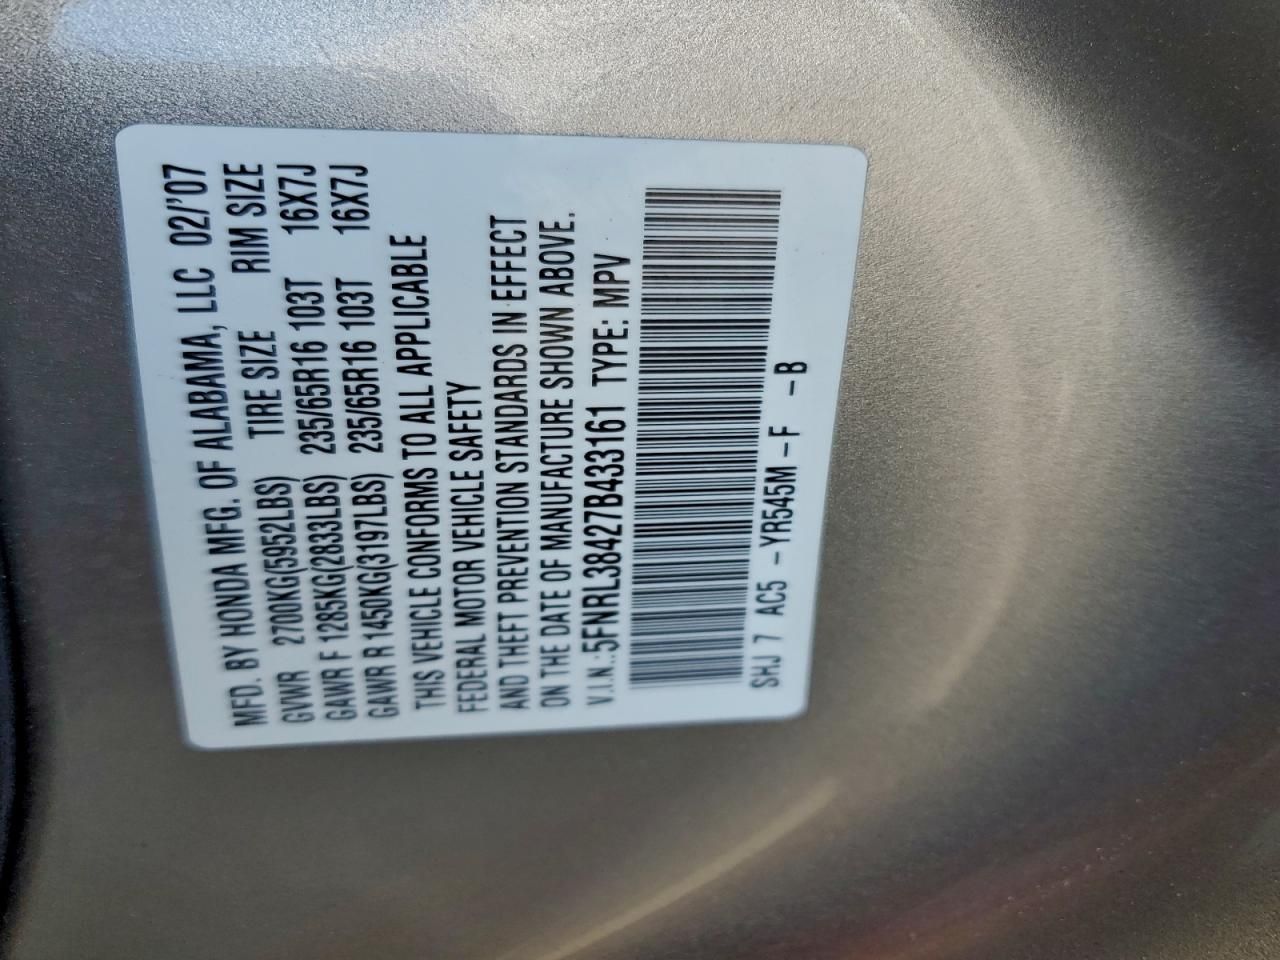 MFD. BY HONDA MFG. OF ALABAMA, LLC 02/'07
GVWR 2700KG(5952LBS) TIRE SIZE RIM SIZE
GAWR F 1285KG(2833LBS) 235/65R16 103T 16X7J
GAWR R 1450KG(3197LBS) 235/65R16 103T 16X7J
THIS VEHICLE CONFORMS TO ALL APPLICABLE
FEDERAL MOTOR VEHICLE SAFETY
AND THEFT PREVENTION STANDARDS IN EFFECT
ON THE DATE OF MANUFACTURE SHOWN ABOVE.
V.I.N.: 5FNRL38427B433161 TYPE: MPV
SHJ 7 AC5 -YR545M-F -B